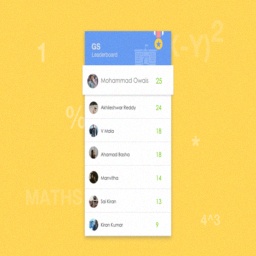 GS
Leaderboard
Mohammad Owais 25
Akhileshwar Reddy 24
V Mala 18
Ahamad Basha 18
Manvitha 14
Sai Kiran 13
Kiran Kumar 9
1
(X-Y)²
%
*
MATHS
4^3